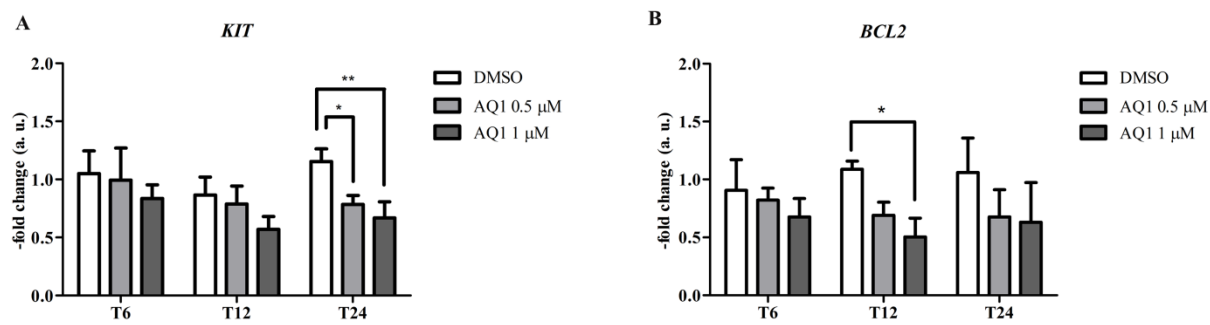 A
KIT
2.0
1.5
1.0
0.5
0.0
-fold change (a. u.)
**
*
T6
T12
T24
DMSO
AQ1 0.5 μM
AQ1 1 μM
B
BCL2
2.0
1.5
1.0
0.5
0.0
-fold change (a. u.)
*
T6
T12
T24
DMSO
AQ1 0.5 μM
AQ1 1 μM